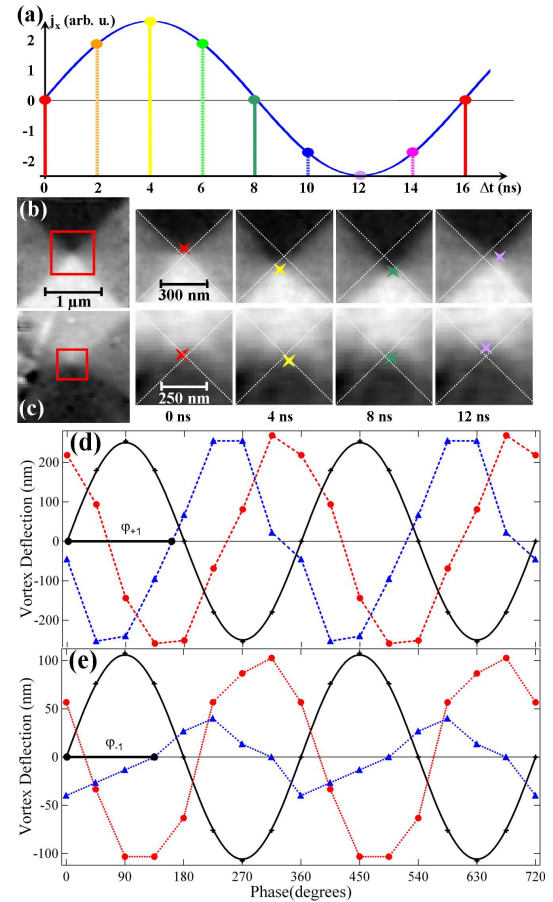 (a)
j_x (arb. u.)
2
1
0
-1
-2
0 2 4 6 8 10 12 14 16 Δt (ns)
(b)
1 μm
300 nm
(c)
250 nm
0 ns 4 ns 8 ns 12 ns
(d)
Vortex Deflection (nm)
200
100
0
-100
-200
φ+1
(e)
Vortex Deflection (nm)
100
50
0
-50
-100
φ-1
0 90 180 270 360 450 540 630 720
Phase(degrees)